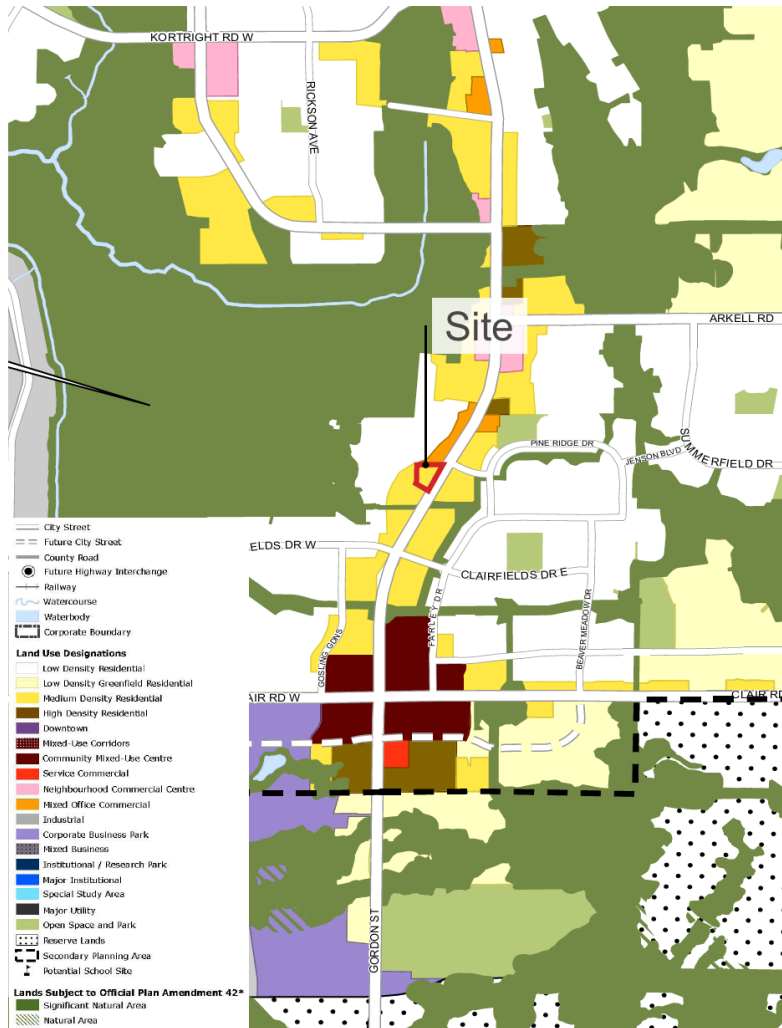 KORTRIGHT RD W
RICKSON AVE
ARKELL RD
Site
PINE RIDGE DR
JENSON BLVD
SUMMERFIELD DR
ELDS DR W
CLAIRFIELDS DR E
FARLEY DR
BEAVER MEADOW DR
GOSLING GDNS
AIR RD W
CLAIR RD
GORDON ST
City Street
Future City Street
County Road
Future Highway Interchange
Railway
Watercourse
Waterbody
Corporate Boundary
Land Use Designations
Low Density Residential
Low Density Greenfield Residential
Medium Density Residential
High Density Residential
Downtown
Mixed-Use Corridors
Community Mixed-Use Centre
Service Commercial
Neighbourhood Commercial Centre
Mixed Office Commercial
Industrial
Corporate Business Park
Mixed Business
Institutional / Research Park
Major Institutional
Special Study Area
Major Utility
Open Space and Park
Reserve Lands
Secondary Planning Area
Potential School Site
Lands Subject to Official Plan Amendment 42*
Significant Natural Area
Natural Area